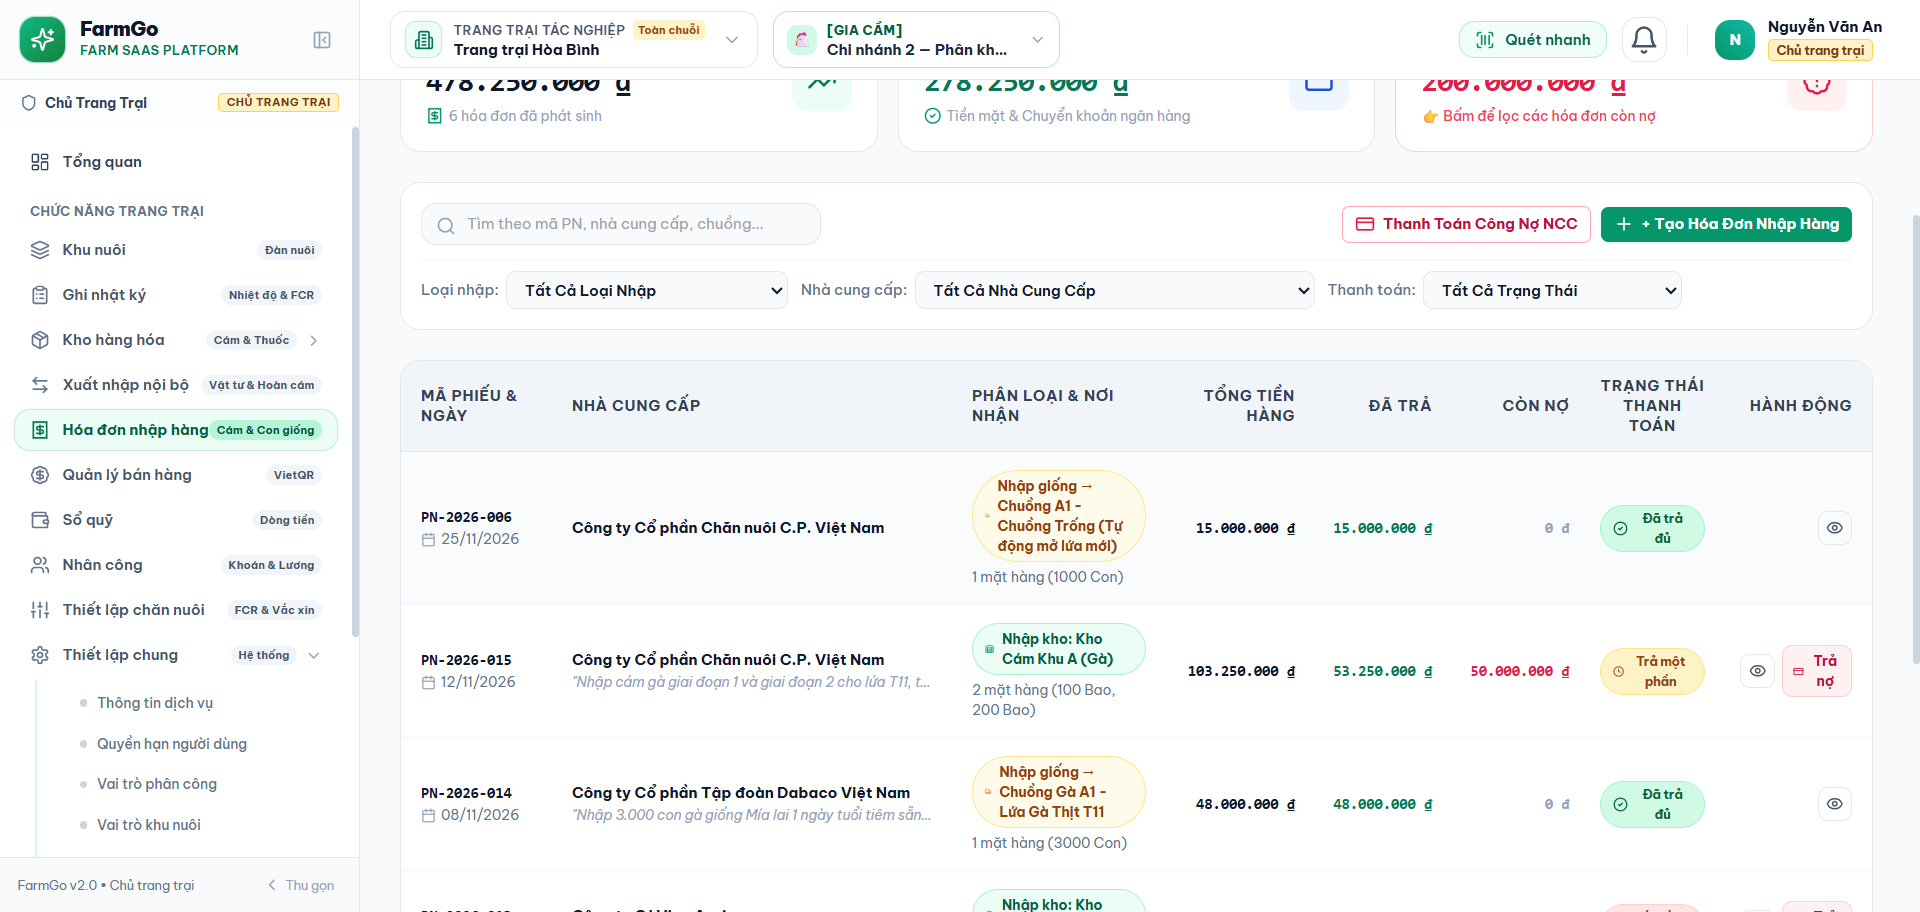 FarmGo
FARM SAAS PLATFORM
TRANG TRẠI TÁC NGHIỆP Toàn chuỗi
Trang trại Hòa Bình
[GIA CẦM]
Chi nhánh 2 – Phân kh...
Quét nhanh
N
Nguyễn Văn An
Chủ trang trại
Chủ Trang Trại
CHỦ TRANG TRẠI
Tổng quan
CHỨC NĂNG TRANG TRẠI
Khu nuôi
Đàn nuôi
Ghi nhật ký
Nhiệt độ & FCR
Kho hàng hóa
Cám & Thuốc
Xuất nhập nội bộ
Vật tư & Hoàn cám
Hóa đơn nhập hàng
Cám & Con giống
Quản lý bán hàng
VietQR
Sổ quỹ
Dòng tiền
Nhân công
Khoán & Lương
Thiết lập chăn nuôi
FCR & Vắc xin
Thiết lập chung
Hệ thống
Thông tin dịch vụ
Quyền hạn người dùng
Vai trò phân công
Vai trò khu nuôi
FarmGo v2.0 • Chủ trang trại
Thu gọn
478.250.000 đ
6 hóa đơn đã phát sinh
278.250.000 đ
Tiền mặt & Chuyển khoản ngân hàng
200.000.000 đ
👉 Bấm để lọc các hóa đơn còn nợ
Tìm theo mã PN, nhà cung cấp, chuồng...
Thanh Toán Công Nợ NCC
+ Tạo Hóa Đơn Nhập Hàng
Loại nhập:
Tất Cả Loại Nhập
Nhà cung cấp:
Tất Cả Nhà Cung Cấp
Thanh toán:
Tất Cả Trạng Thái
MÃ PHIẾU &
NGÀY
NHÀ CUNG CẤP
PHÂN LOẠI & NƠI
NHẬN
TỔNG TIỀN
HÀNG
ĐÃ TRẢ
CÒN NỢ
TRẠNG THÁI
THANH
TOÁN
HÀNH ĐỘNG
PN-2026-006
25/11/2026
Công ty Cổ phần Chăn nuôi C.P. Việt Nam
Nhập giống →
Chuồng A1 -
Chuồng Trống (Tự
động mở lứa mới)
1 mặt hàng (1000 Con)
15.000.000 đ
15.000.000 đ
0 đ
Đã trả
đủ
PN-2026-015
12/11/2026
Công ty Cổ phần Chăn nuôi C.P. Việt Nam
"Nhập cám gà giai đoạn 1 và giai đoạn 2 cho lứa T11, t...
Nhập kho: Kho
Cám Khu A (Gà)
2 mặt hàng (100 Bao,
200 Bao)
103.250.000 đ
53.250.000 đ
50.000.000 đ
Trả một
phần
Trả
nợ
PN-2026-014
08/11/2026
Công ty Cổ phần Tập đoàn Dabaco Việt Nam
"Nhập 3.000 con gà giống Mía lai 1 ngày tuổi tiêm sẵn...
Nhập giống →
Chuồng Gà A1 -
Lứa Gà Thịt T11
1 mặt hàng (3000 Con)
48.000.000 đ
48.000.000 đ
0 đ
Đã trả
đủ
Nhập kho: Kho